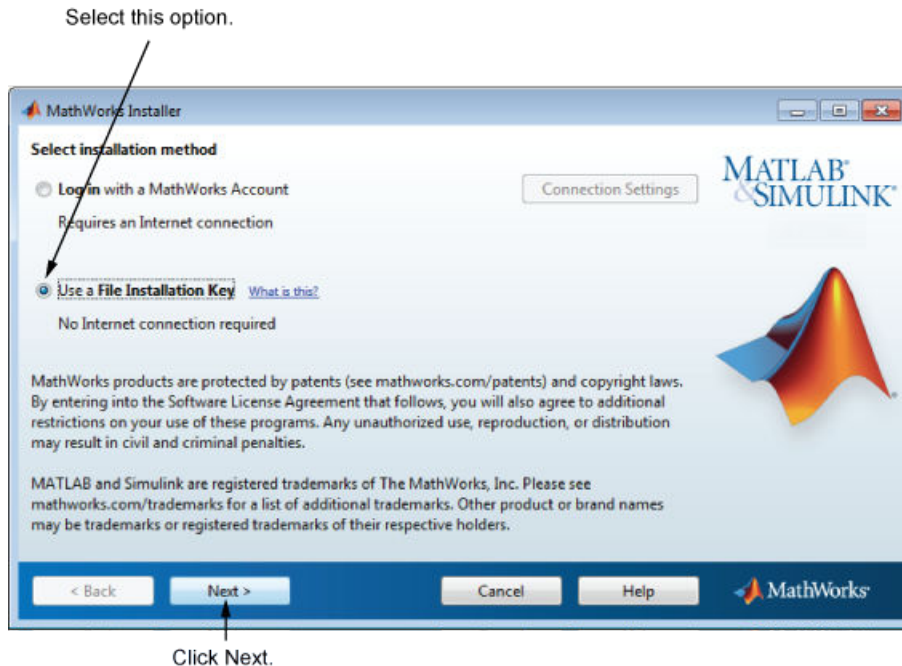 Select this option.
MathWorks Installer
Select installation method
Log in with a MathWorks Account
Connection Settings
Requires an Internet connection
MATLAB®
&SIMULINK®
Use a File Installation Key What is this?
No Internet connection required
MathWorks products are protected by patents (see mathworks.com/patents) and copyright laws.
By entering into the Software License Agreement that follows, you will also agree to additional
restrictions on your use of these programs. Any unauthorized use, reproduction, or distribution
may result in civil and criminal penalties.
MATLAB and Simulink are registered trademarks of The MathWorks, Inc. Please see
mathworks.com/trademarks for a list of additional trademarks. Other product or brand names
may be trademarks or registered trademarks of their respective holders.
< Back Next > Cancel Help MathWorks®
Click Next.